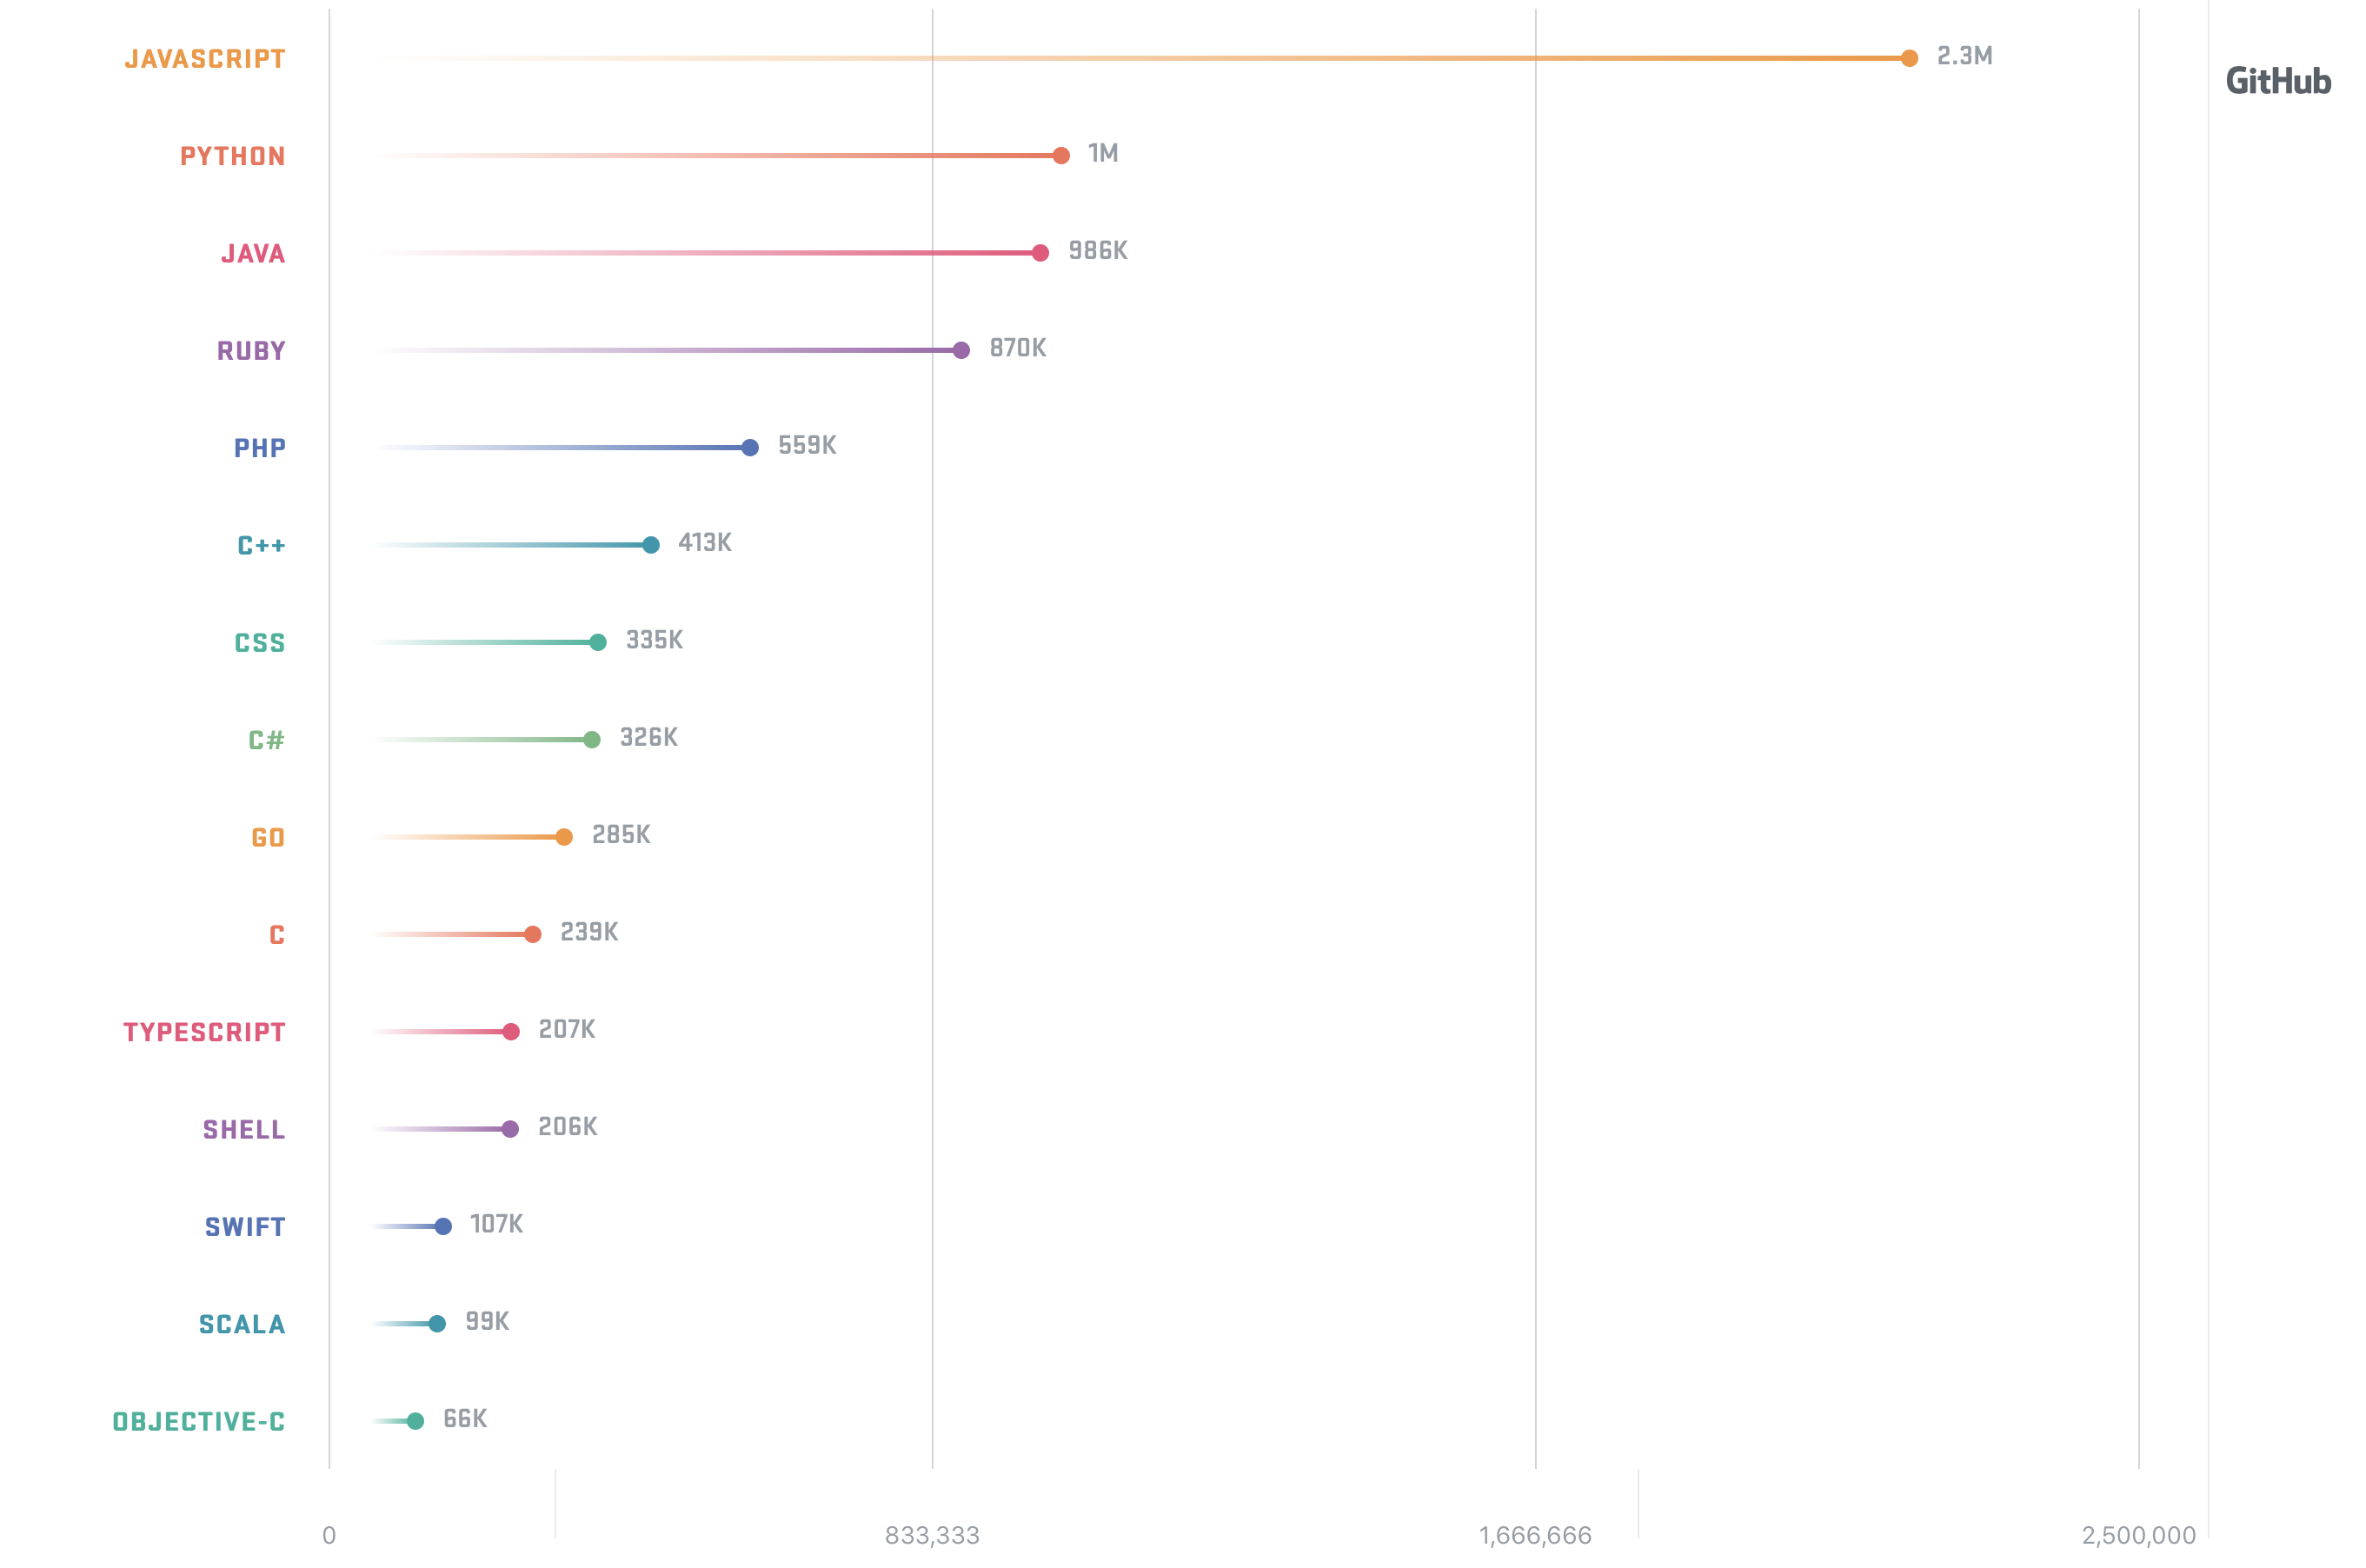 JAVASCRIPT 2.3M
GitHub
PYTHON 1M
JAVA 986K
RUBY 870K
PHP 559K
C++ 413K
CSS 335K
C# 326K
GO 285K
C 239K
TYPESCRIPT 207K
SHELL 206K
SWIFT 107K
SCALA 99K
OBJECTIVE-C 66K
0 833,333 1,666,666 2,500,000